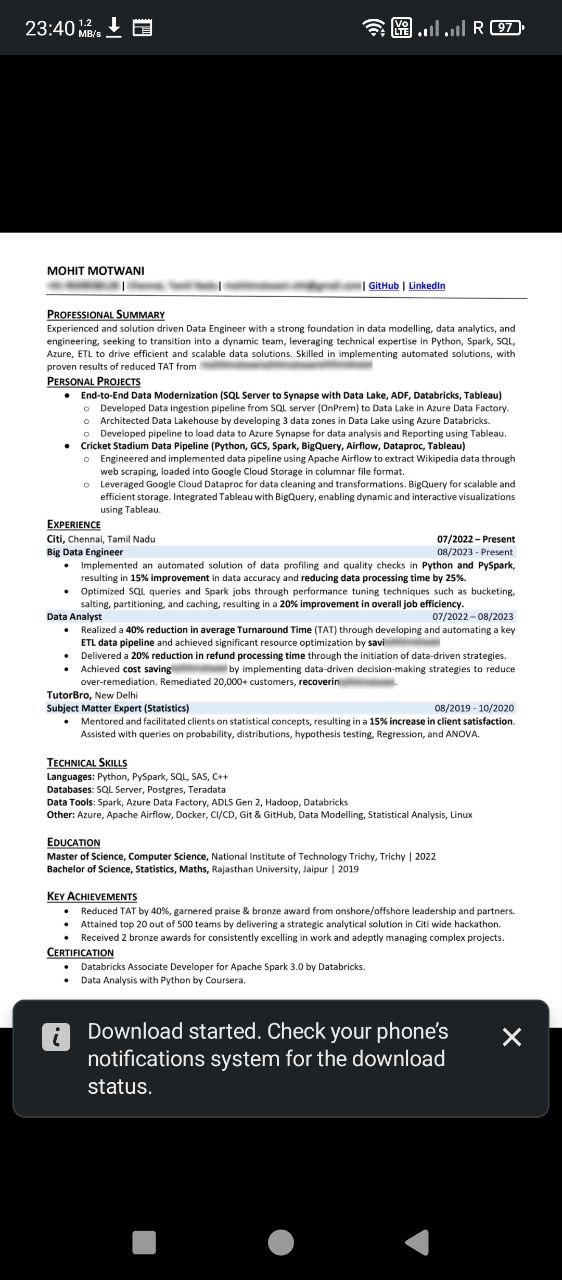 23:40 1.2 MB/s Vo LTE R 97
MOHIT MOTWANI
| | | GitHub | LinkedIn
PROFESSIONAL SUMMARY
Experienced and solution driven Data Engineer with a strong foundation in data modelling, data analytics, and
engineering, seeking to transition into a dynamic team, leveraging technical expertise in Python, Spark, SQL,
Azure, ETL to drive efficient and scalable data solutions. Skilled in implementing automated solutions, with
proven results of reduced TAT from
PERSONAL PROJECTS
• End-to-End Data Modernization (SQL Server to Synapse with Data Lake, ADF, Databricks, Tableau)
o Developed Data ingestion pipeline from SQL server (OnPrem) to Data Lake in Azure Data Factory.
o Architected Data Lakehouse by developing 3 data zones in Data Lake using Azure Databricks.
o Developed pipeline to load data to Azure Synapse for data analysis and Reporting using Tableau.
• Cricket Stadium Data Pipeline (Python, GCS, Spark, BigQuery, Airflow, Dataproc, Tableau)
o Engineered and implemented data pipeline using Apache Airflow to extract Wikipedia data through
web scraping, loaded into Google Cloud Storage in columnar file format.
o Leveraged Google Cloud Dataproc for data cleaning and transformations. BigQuery for scalable and
efficient storage. Integrated Tableau with BigQuery, enabling dynamic and interactive visualizations
using Tableau.
EXPERIENCE
Citi, Chennai, Tamil Nadu 07/2022 – Present
Big Data Engineer 08/2023 - Present
• Implemented an automated solution of data profiling and quality checks in Python and PySpark,
resulting in 15% improvement in data accuracy and reducing data processing time by 25%.
• Optimized SQL queries and Spark jobs through performance tuning techniques such as bucketing,
salting, partitioning, and caching, resulting in a 20% improvement in overall job efficiency.
Data Analyst 07/2022 – 08/2023
• Realized a 40% reduction in average Turnaround Time (TAT) through developing and automating a key
ETL data pipeline and achieved significant resource optimization by
• Delivered a 20% reduction in refund processing time through the initiation of data-driven strategies.
• Achieved cost saving by implementing data-driven decision-making strategies to reduce
over-remediation. Remediated 20,000+ customers,
TutorBro, New Delhi
Subject Matter Expert (Statistics) 08/2019 - 10/2020
• Mentored and facilitated clients on statistical concepts, resulting in a 15% increase in client satisfaction.
Assisted with queries on probability, distributions, hypothesis testing, Regression, and ANOVA.
TECHNICAL SKILLS
Languages: Python, PySpark, SQL, SAS, C++
Databases: SQL Server, Postgres, Teradata
Data Tools: Spark, Azure Data Factory, ADLS Gen 2, Hadoop, Databricks
Other: Azure, Apache Airflow, Docker, CI/CD, Git & GitHub, Data Modelling, Statistical Analysis, Linux
EDUCATION
Master of Science, Computer Science, National Institute of Technology Trichy, Trichy | 2022
Bachelor of Science, Statistics, Maths, Rajasthan University, Jaipur | 2019
KEY ACHIEVEMENTS
• Reduced TAT by 40%, garnered praise & bronze award from onshore/offshore leadership and partners.
• Attained top 20 out of 500 teams by delivering a strategic analytical solution in Citi wide hackathon.
• Received 2 bronze awards for consistently excelling in work and adeptly managing complex projects.
CERTIFICATION
• Databricks Associate Developer for Apache Spark 3.0 by Databricks.
• Data Analysis with Python by Coursera.
Download started. Check your phone's
notifications system for the download
status.